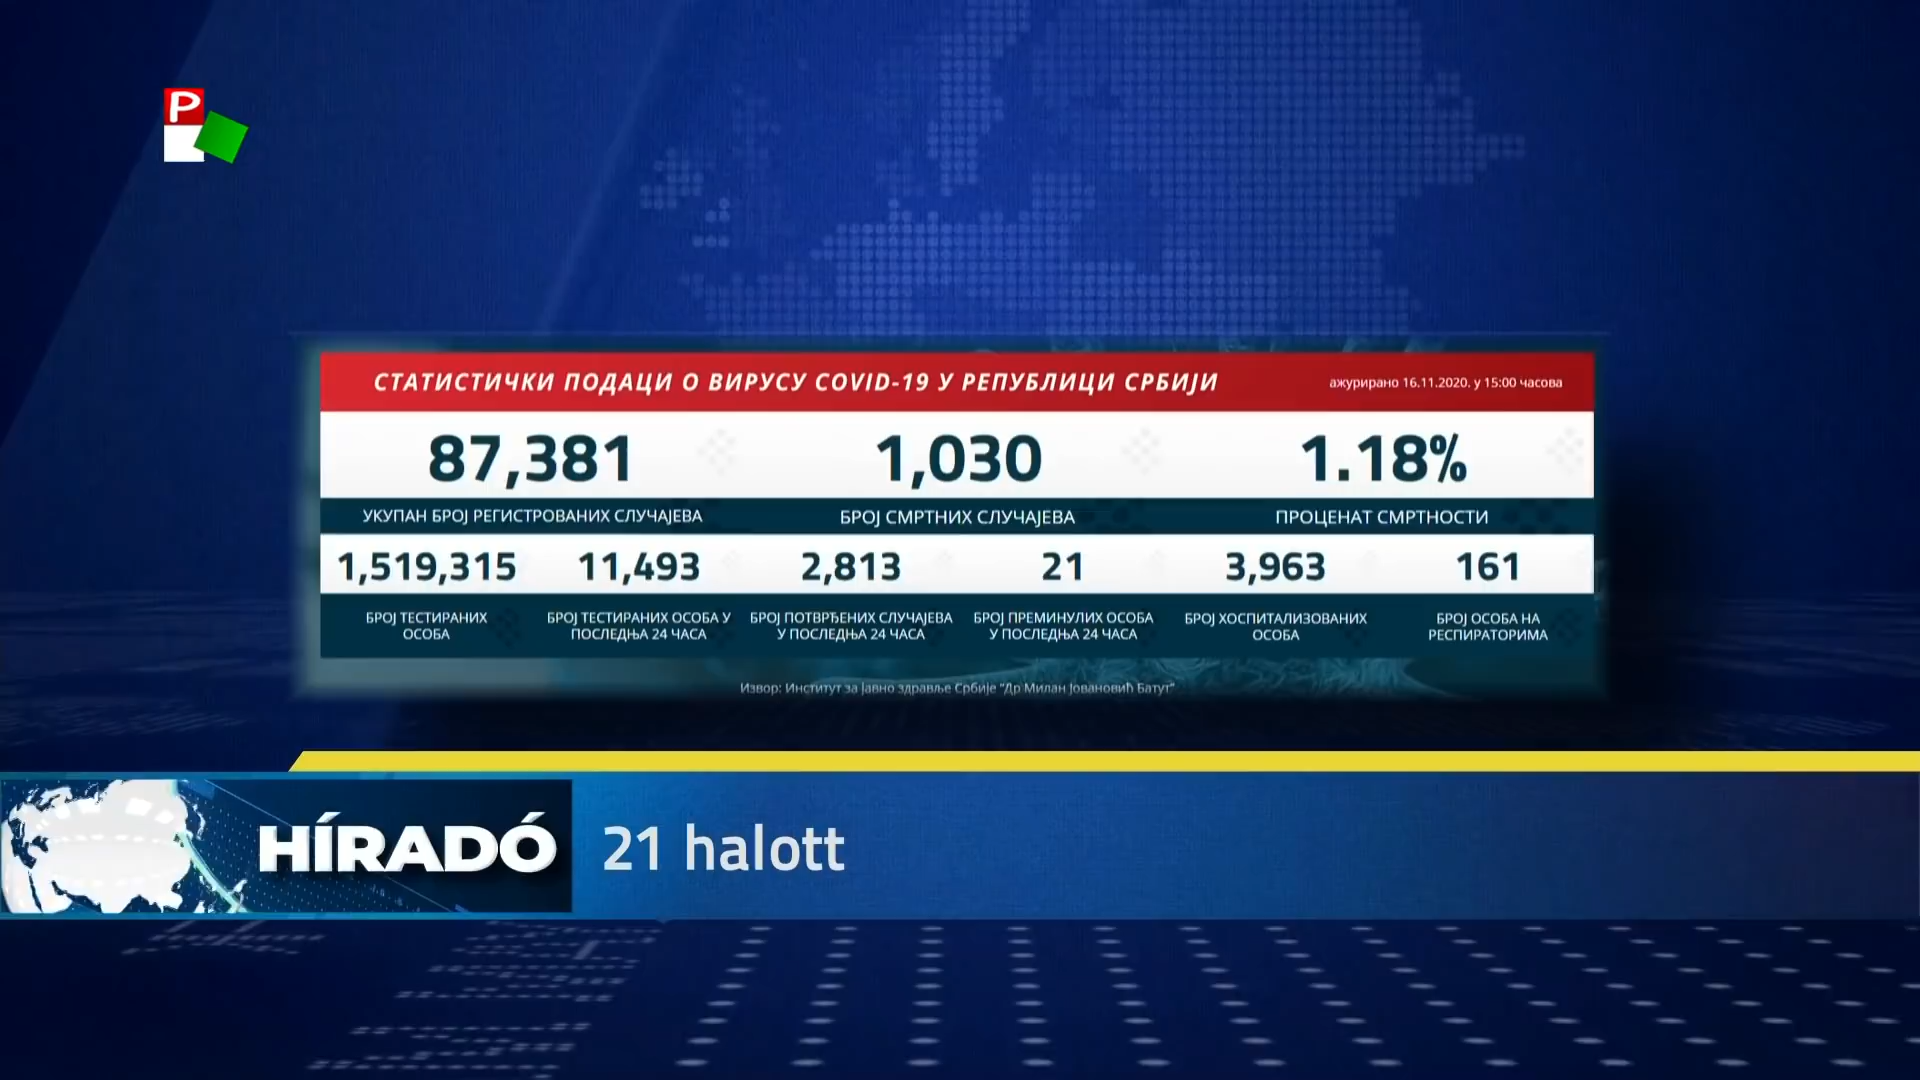 P
СТАТИСТИЧКИ ПОДАЦИ О ВИРУСУ COVID-19 У РЕПУБЛИЦИ СРБИЈИ
ажурирано 16.11.2020. у 15:00 часова
87,381 1,030 1.18%
УКУПАН БРОЈ РЕГИСТРОВАНИХ СЛУЧАЈЕВА БРОЈ СМРТНИХ СЛУЧАЈЕВА ПРОЦЕНАТ СМРТНОСТИ
1,519,315 11,493 2,813 21 3,963 161
БРОЈ ТЕСТИРАНИХ
ОСОБА
БРОЈ ТЕСТИРАНИХ ОСОБА У
ПОСЛЕДЊА 24 ЧАСА
БРОЈ ПОТВРЂЕНИХ СЛУЧАЈЕВА
У ПОСЛЕДЊА 24 ЧАСА
БРОЈ ПРЕМИНУЛИХ ОСОБА
У ПОСЛЕДЊА 24 ЧАСА
БРОЈ ХОСПИТАЛИЗОВАНИХ
ОСОБА
БРОЈ ОСОБА НА
РЕСПИРАТОРИМА
Извор: Институт за јавно здравље Србије "Др Милан Јовановић Батут"
HÍRADÓ
21 halott